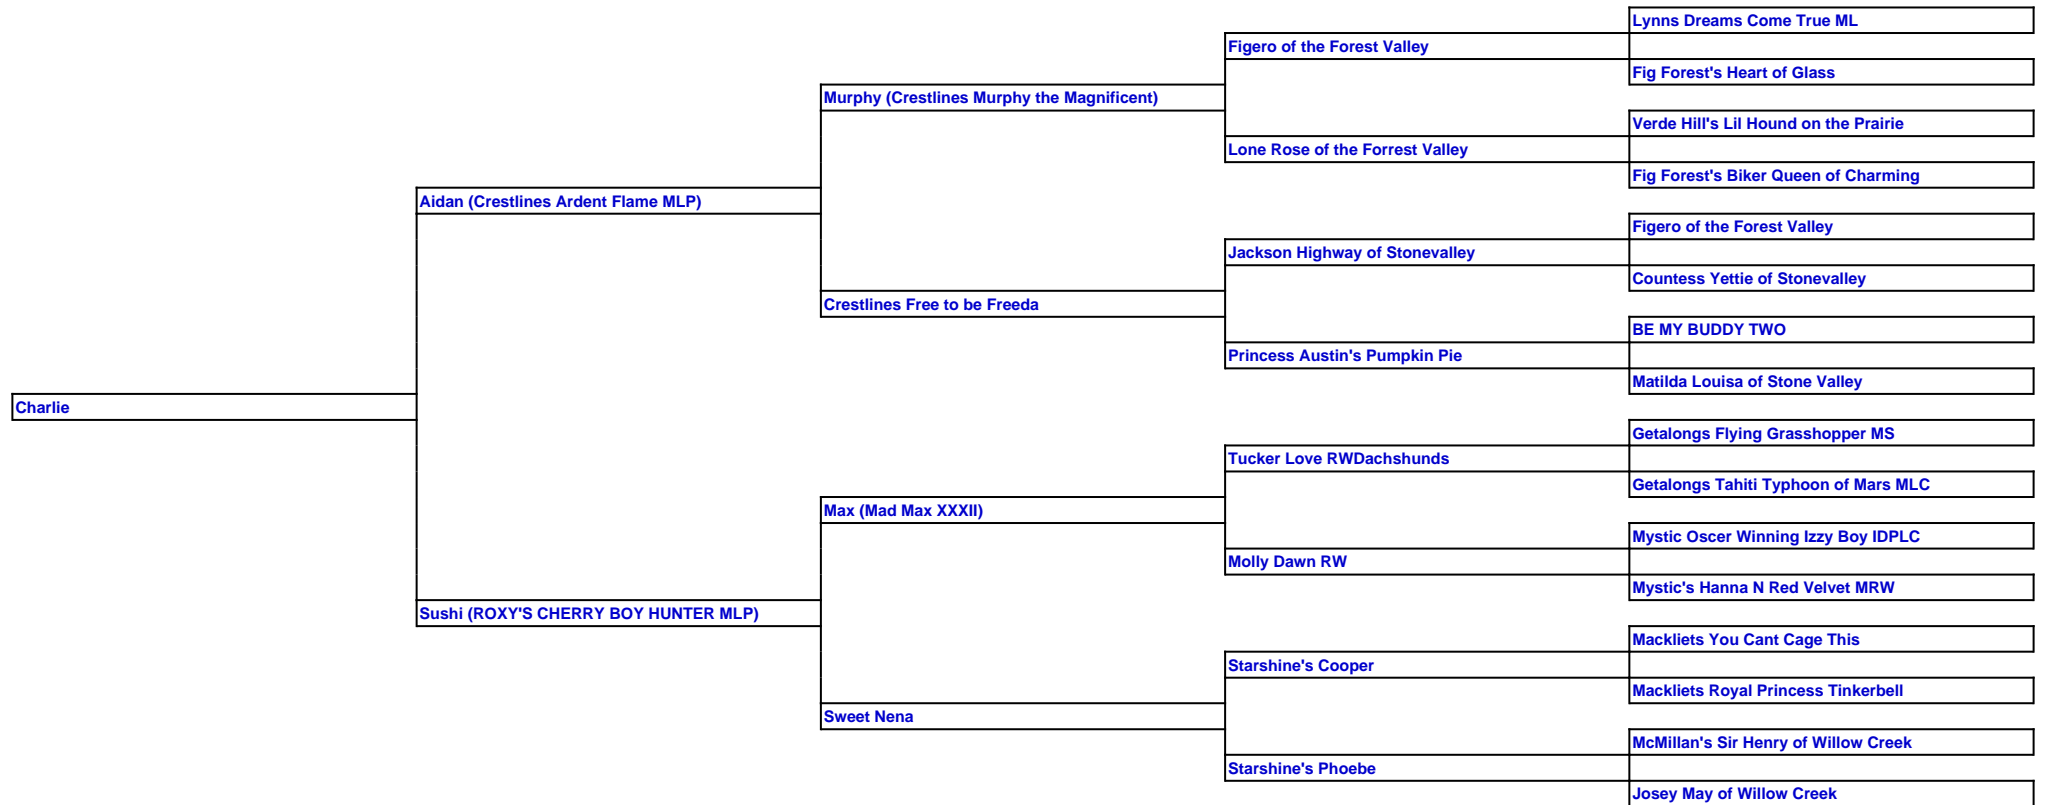 Lynns Dreams Come True ML
Figero of the Forest Valley
Fig Forest's Heart of Glass
Murphy (Crestlines Murphy the Magnificent)
Verde Hill's Lil Hound on the Prairie
Lone Rose of the Forrest Valley
Fig Forest's Biker Queen of Charming
Aidan (Crestlines Ardent Flame MLP)
Figero of the Forest Valley
Jackson Highway of Stonevalley
Countess Yettie of Stonevalley
Crestlines Free to be Freeda
BE MY BUDDY TWO
Princess Austin's Pumpkin Pie
Matilda Louisa of Stone Valley
Charlie
Getalongs Flying Grasshopper MS
Tucker Love RWDachshunds
Getalongs Tahiti Typhoon of Mars MLC
Max (Mad Max XXXII)
Mystic Oscer Winning Izzy Boy IDPLC
Molly Dawn RW
Mystic's Hanna N Red Velvet MRW
Sushi (ROXY'S CHERRY BOY HUNTER MLP)
Mackliets You Cant Cage This
Starshine's Cooper
Mackliets Royal Princess Tinkerbell
Sweet Nena
McMillan's Sir Henry of Willow Creek
Starshine's Phoebe
Josey May of Willow Creek